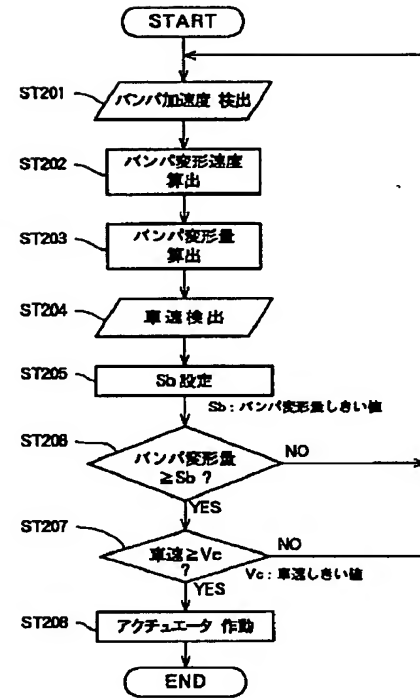 START
ST201
バンパ加速度 検出
ST202
バンパ変形速度
算出
ST203
バンパ変形量
算出
ST204
車速検出
ST205
Sb 設定
Sb : バンパ変形量しきい値
ST206
バンパ変形量
≧Sb ?
NO
YES
ST207
車速≧Vc
?
NO
Vc : 車速しきい値
YES
ST208
アクチュエータ 作動
END